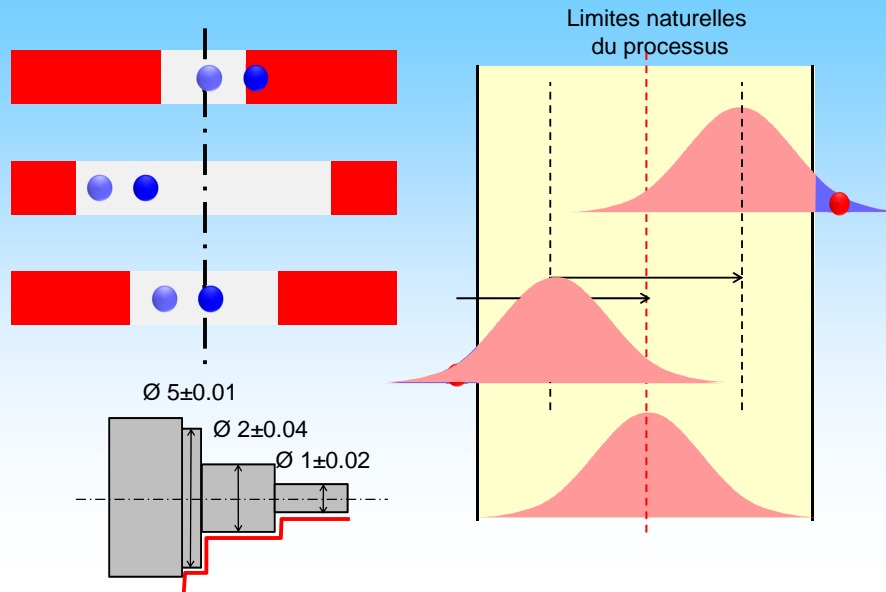 Limites naturelles
du processus
Ø 5±0.01
Ø 2±0.04
Ø 1±0.02